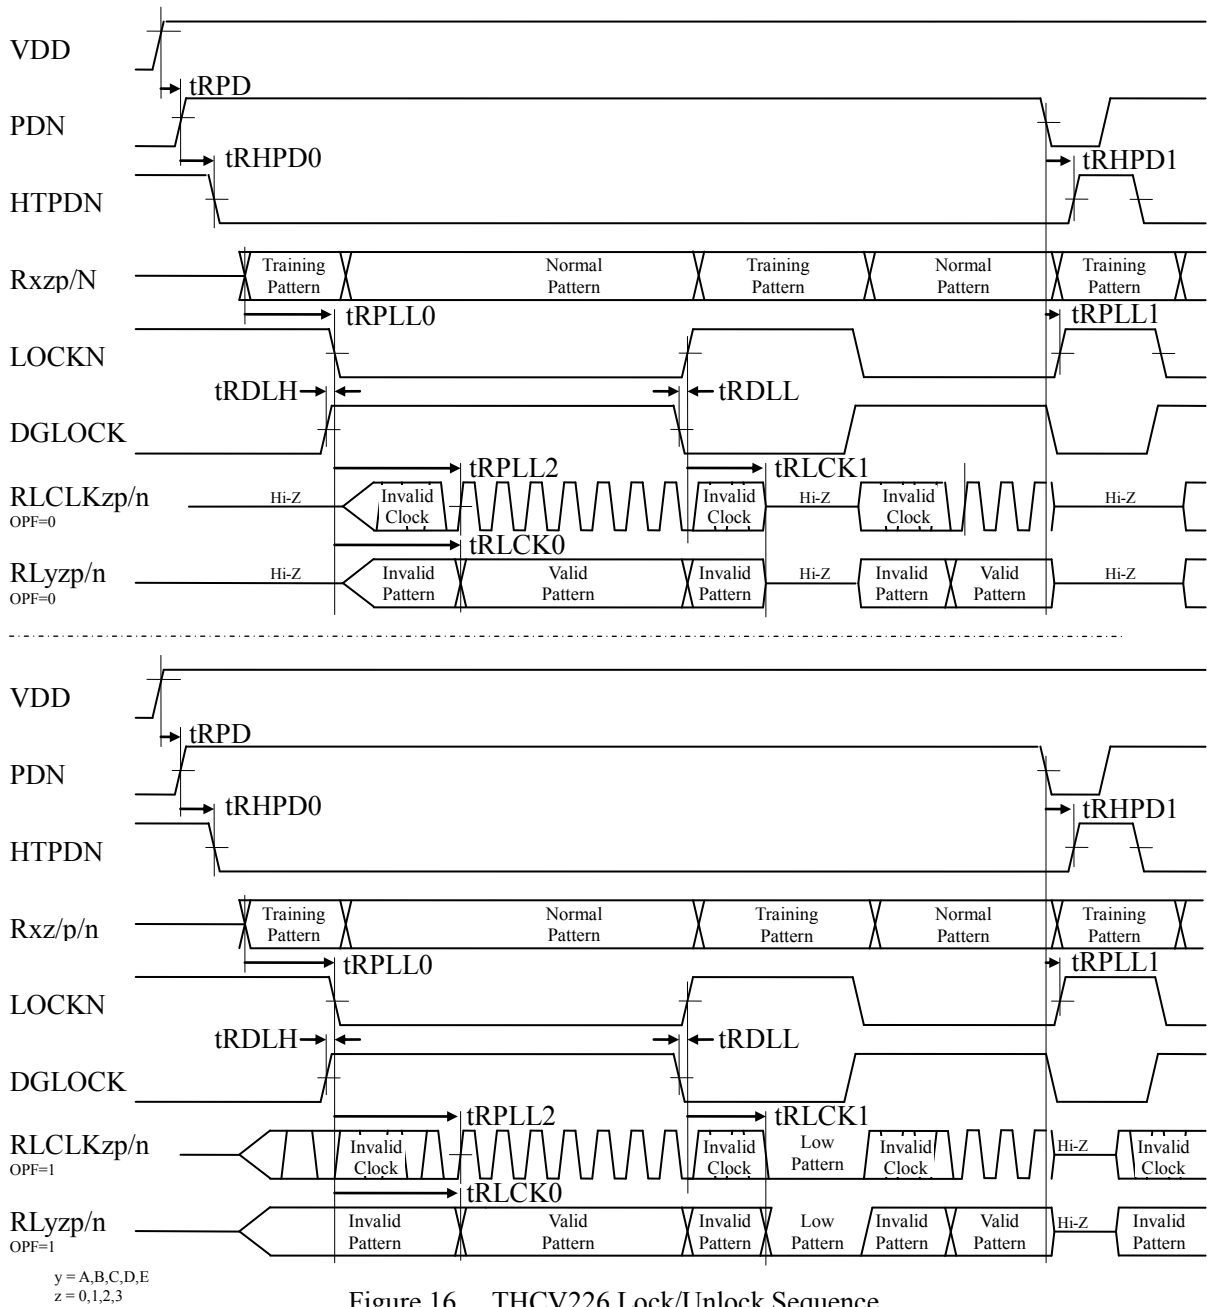 VDD
tRPD
PDN
tRHPD0
tRHPD1
HTPDN
Rxzp/N
Training Pattern
Normal Pattern
Training Pattern
Normal Pattern
Training Pattern
tRPLL0
tRPLL1
LOCKN
tRDLH
tRDLL
DGLOCK
tRPLL2
tRLCK1
RLCLKzp/n
OPF=0
Hi-Z
Invalid Clock
Invalid Clock
Hi-Z
Invalid Clock
Hi-Z
tRLCK0
RLyzp/n
OPF=0
Hi-Z
Invalid Pattern
Valid Pattern
Invalid Pattern
Hi-Z
Invalid Pattern
Valid Pattern
Hi-Z
VDD
tRPD
PDN
tRHPD0
tRHPD1
HTPDN
Rxz/p/n
Training Pattern
Normal Pattern
Training Pattern
Normal Pattern
Training Pattern
tRPLL0
tRPLL1
LOCKN
tRDLH
tRDLL
DGLOCK
tRPLL2
tRLCK1
RLCLKzp/n
OPF=1
Invalid Clock
Invalid Clock
Low Pattern
Invalid Clock
Hi-Z
Invalid Clock
tRLCK0
RLyzp/n
OPF=1
Invalid Pattern
Valid Pattern
Invalid Pattern
Low Pattern
Invalid Pattern
Valid Pattern
Hi-Z
Invalid Pattern
y = A,B,C,D,E
z = 0,1,2,3
Figure 16 THCV226 Lock/Unlock Sequence